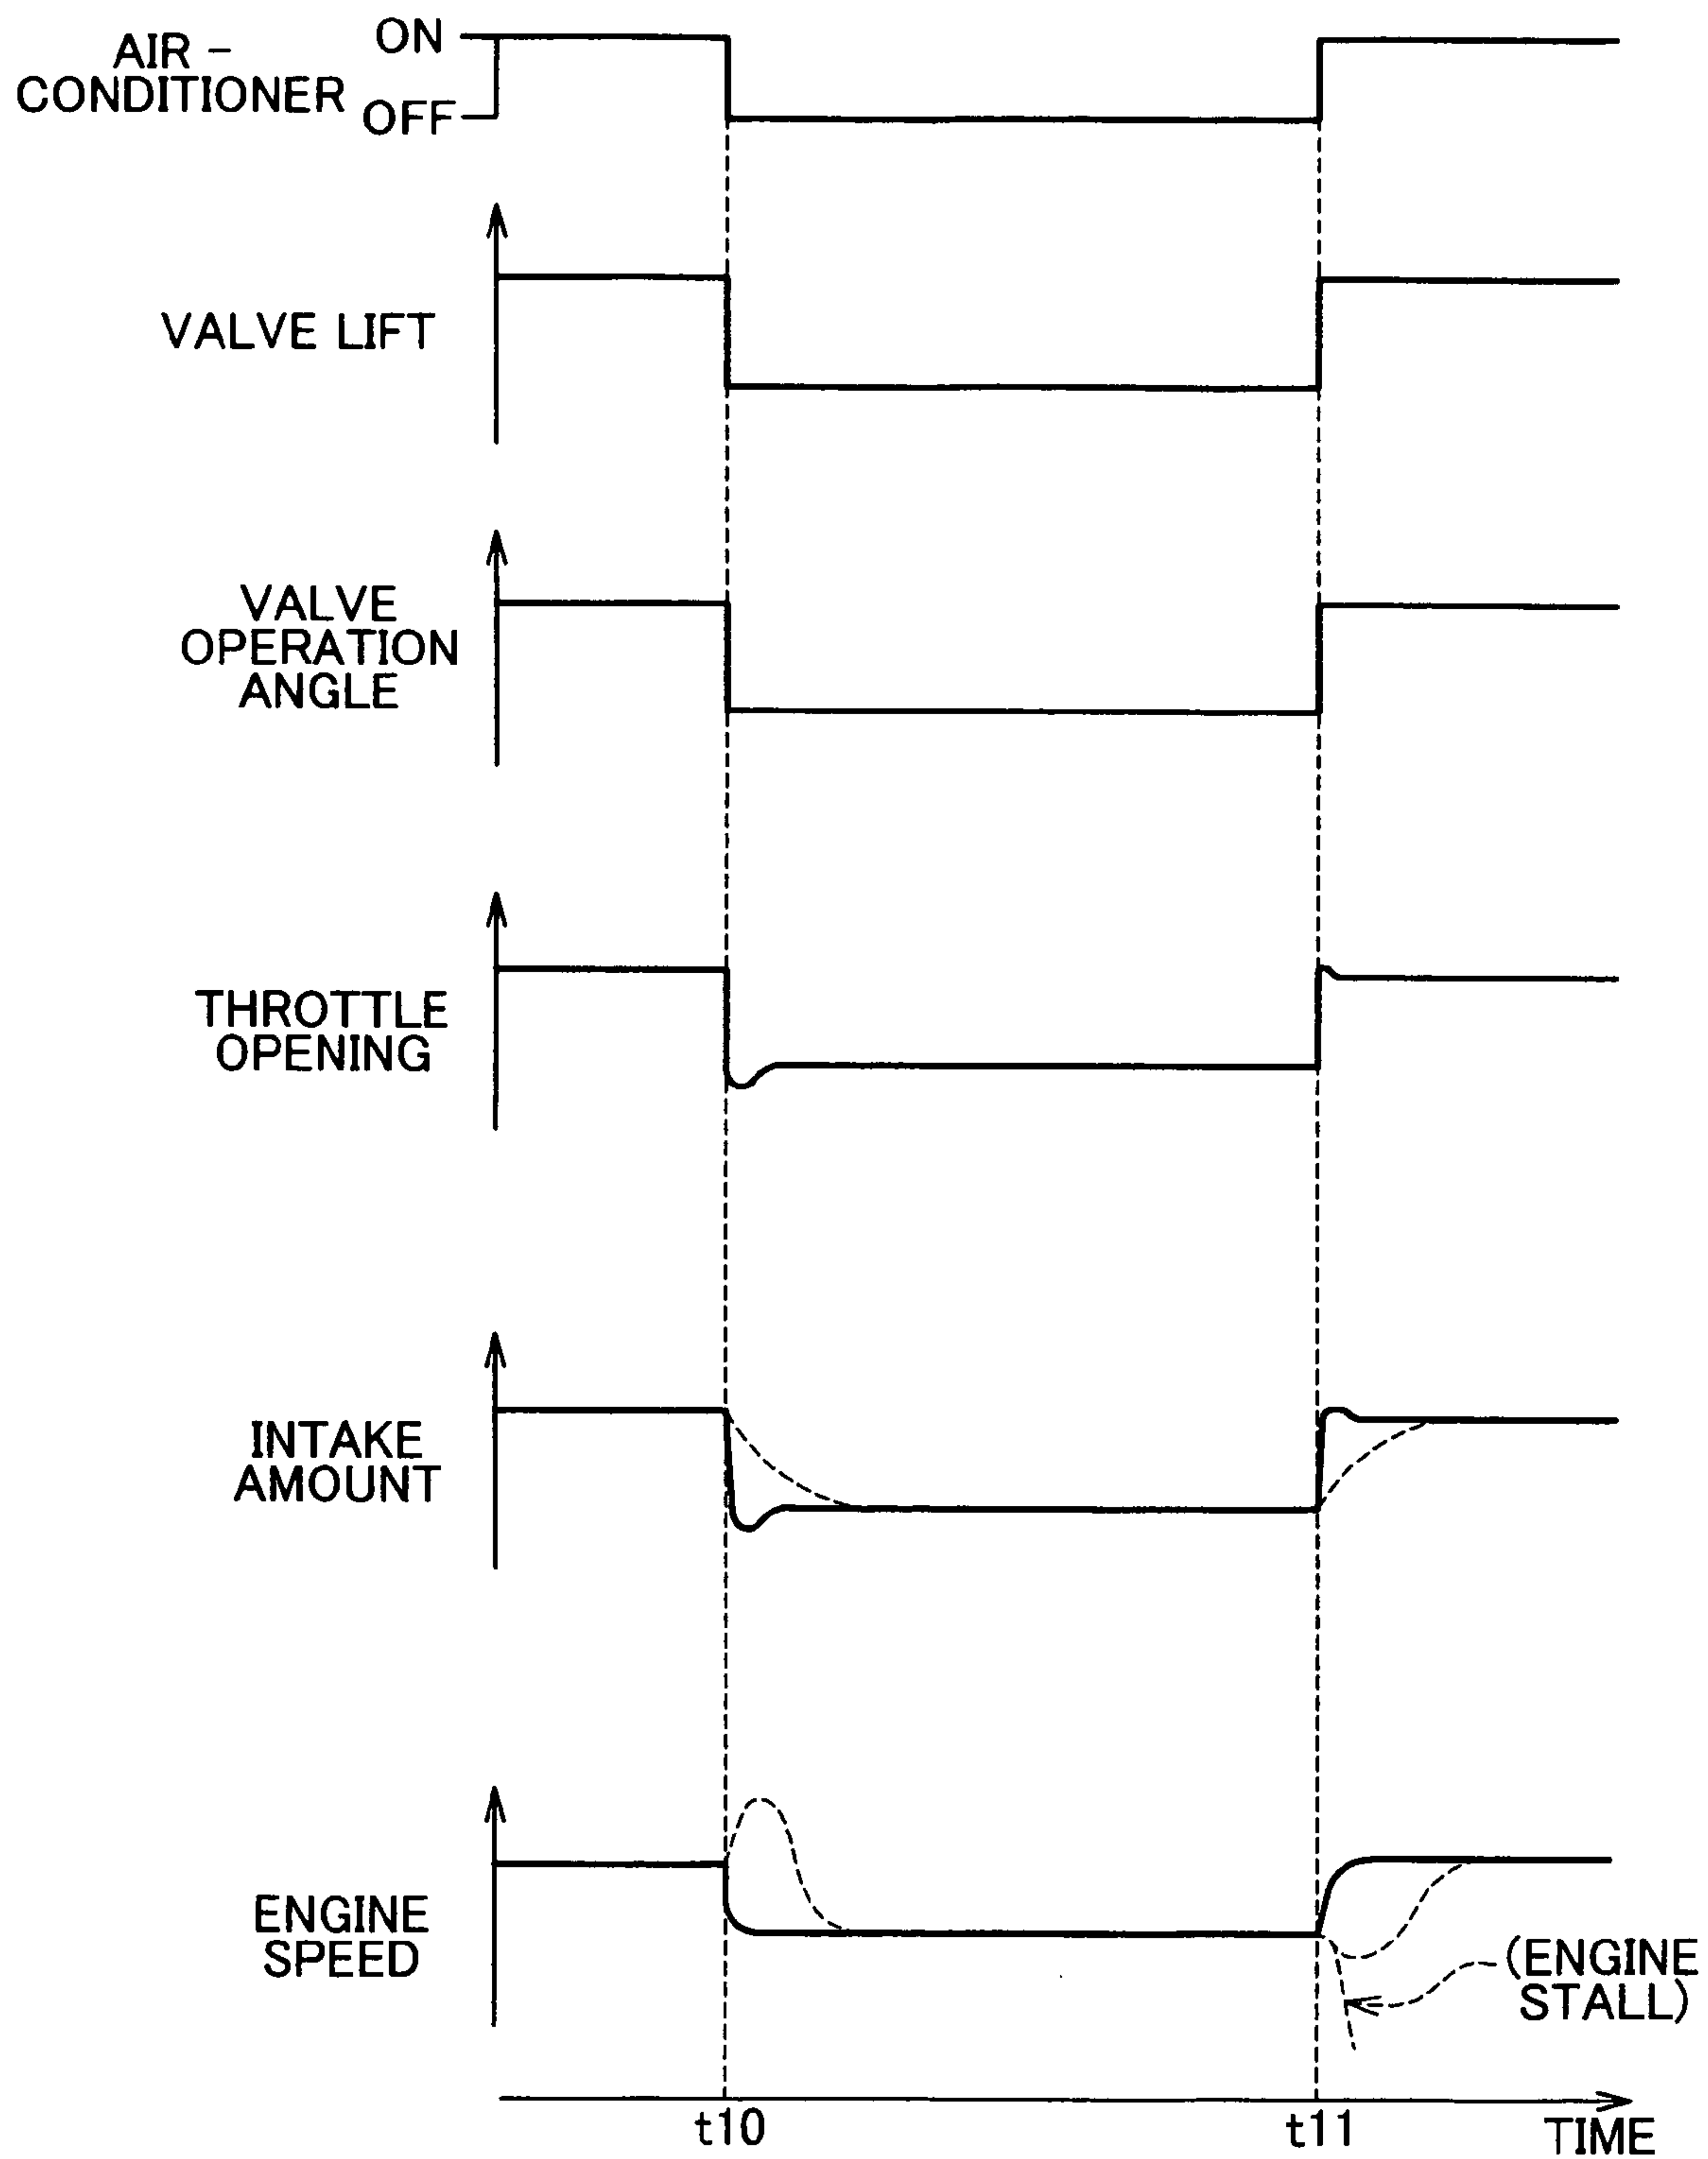 AIR -
CONDITIONER
ON
OFF
VALVE LIFT
VALVE
OPERATION
ANGLE
THROTTLE
OPENING
INTAKE
AMOUNT
ENGINE
SPEED
(ENGINE
STALL)
t10
t11
TIME